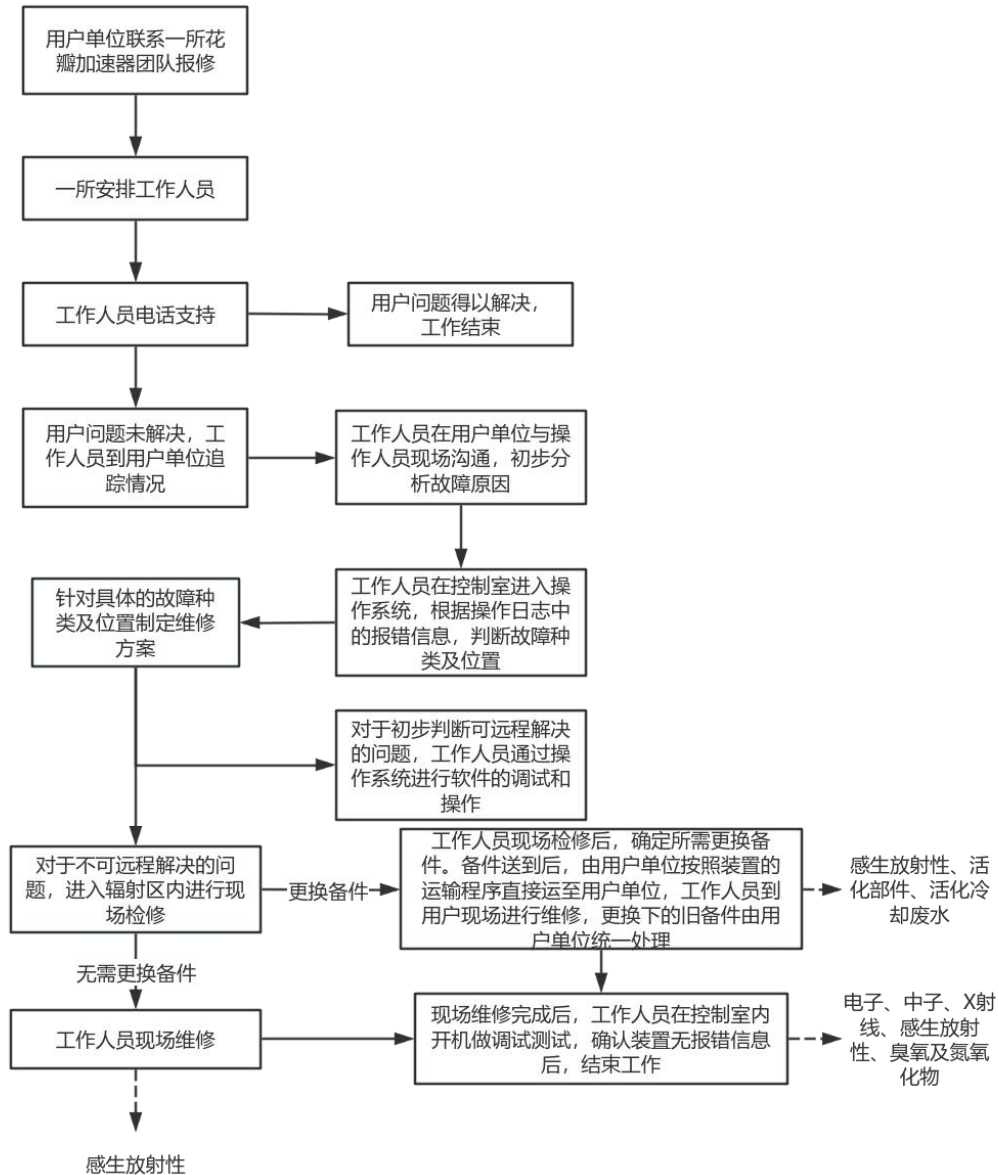 用户单位联系一所花
瓣加速器团队报修
一所安排工作人员
工作人员电话支持
用户问题得以解决，
工作结束
用户问题未解决，工
作人员到用户单位追
踪情况
工作人员在用户单位与操
作人员现场沟通，初步分
析故障原因
针对具体的故障种
类及位置制定维修
方案
工作人员在控制室进入操
作系统，根据操作日志中
的报错信息，判断故障种
类及位置
对于初步判断可远程解决
的问题，工作人员通过操
作系统进行软件的调试和
操作
对于不可远程解决的问
题，进入辐射区内进行现
场检修
更换备件
工作人员现场检修后，确定所需更换备
件。备件送到后，由用户单位按照装置的
运输程序直接运至用户单位，工作人员到
用户现场进行维修，更换下的旧备件由用
户单位统一处理
感生放射性、活
化部件、活化冷
却废水
无需更换备件
工作人员现场维修
现场维修完成后，工作人员在控制室内
开机做调试测试，确认装置无报错信息
后，结束工作
电子、中子、X射
线、感生放射
性、臭氧及氮氧
化物
感生放射性